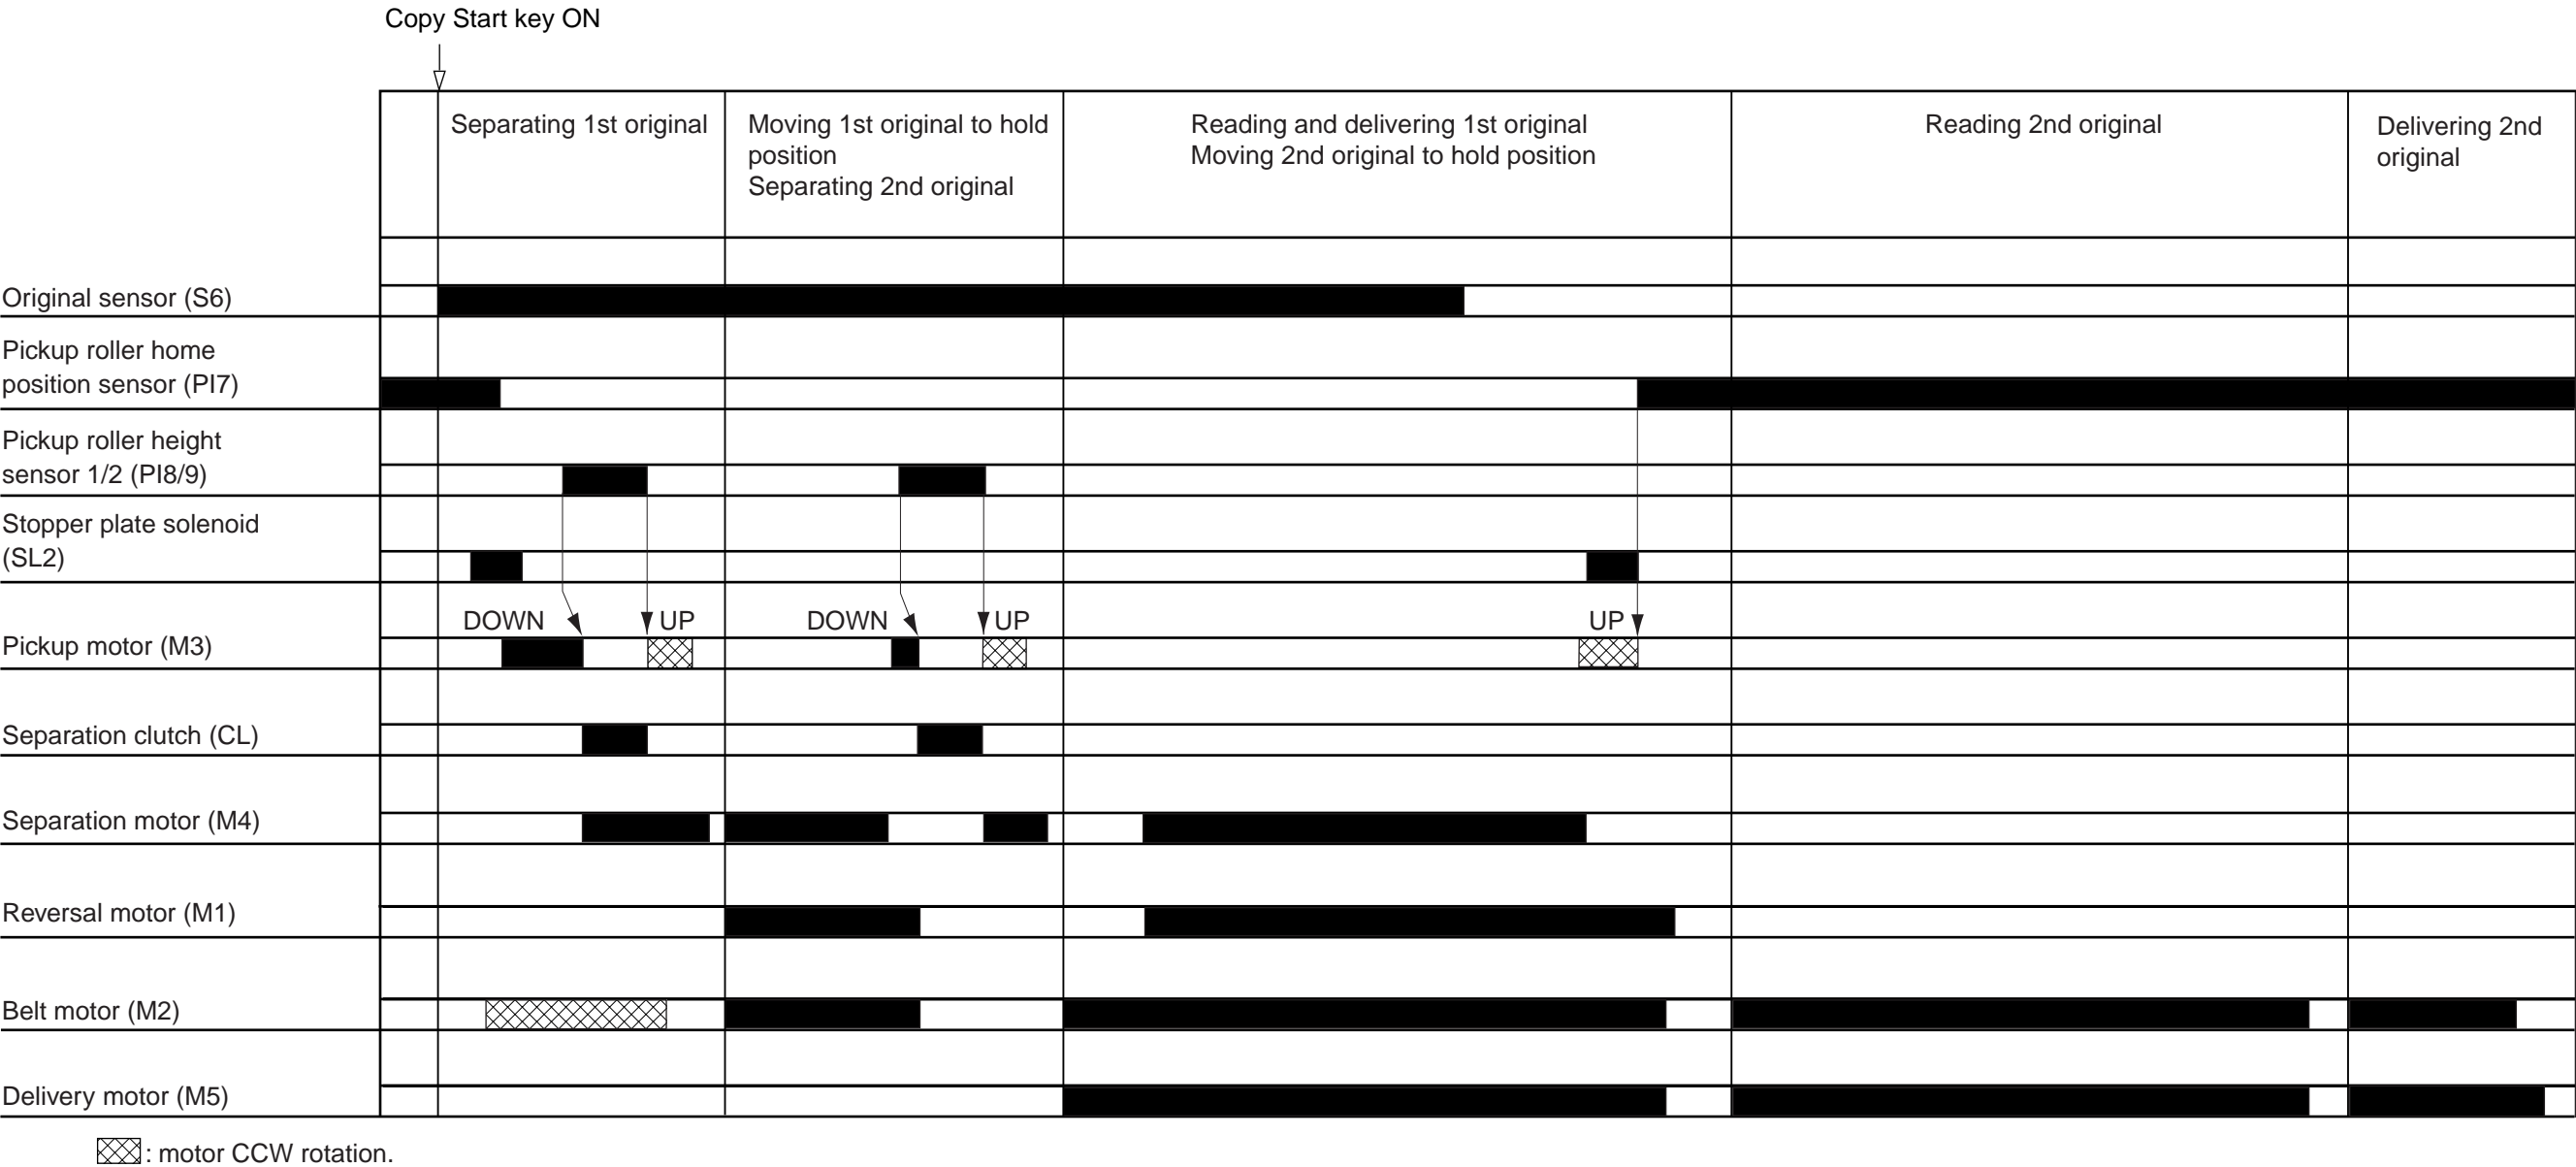 Copy Start key ON
Separating 1st original
Moving 1st original to hold
position
Separating 2nd original
Reading and delivering 1st original
Moving 2nd original to hold position
Reading 2nd original
Delivering 2nd
original
Original sensor (S6)
Pickup roller home
position sensor (PI7)
Pickup roller height
sensor 1/2 (PI8/9)
Stopper plate solenoid
(SL2)
DOWN UP DOWN UP UP
Pickup motor (M3)
Separation clutch (CL)
Separation motor (M4)
Reversal motor (M1)
Belt motor (M2)
Delivery motor (M5)
: motor CCW rotation.